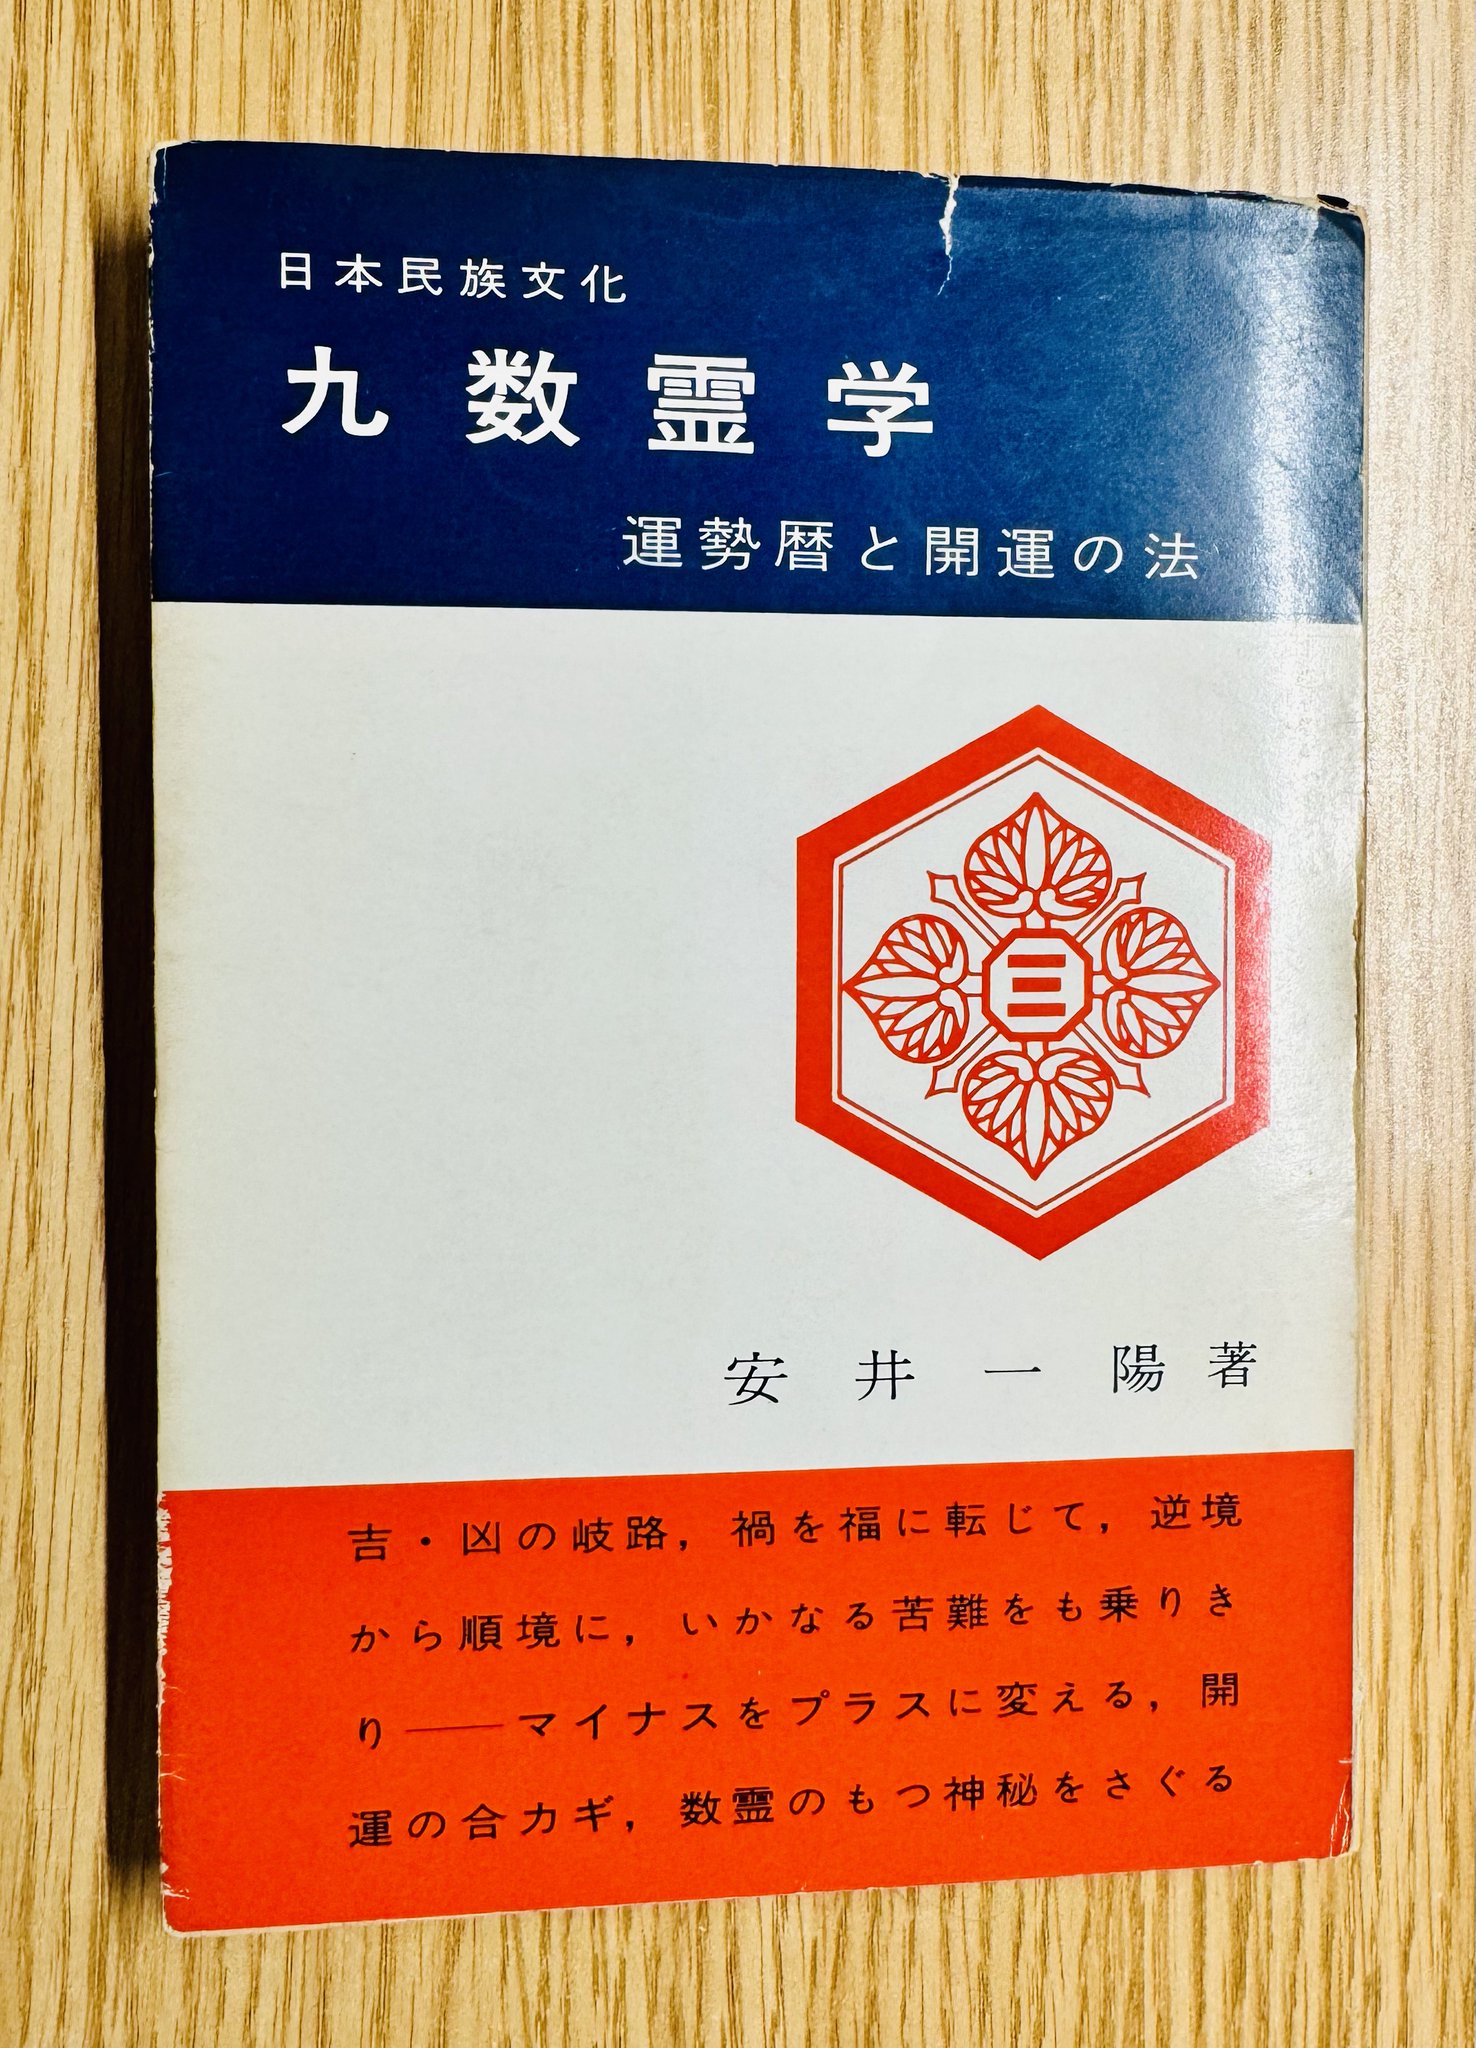 日本民族文化
九数霊学
運勢暦と開運の法
三
安井一陽著
吉・凶の岐路，禍を福に転じて，逆境
から順境に，いかなる苦難をも乗りき
り――マイナスをプラスに変える，開
運の合カギ，数霊のもつ神秘をさぐる